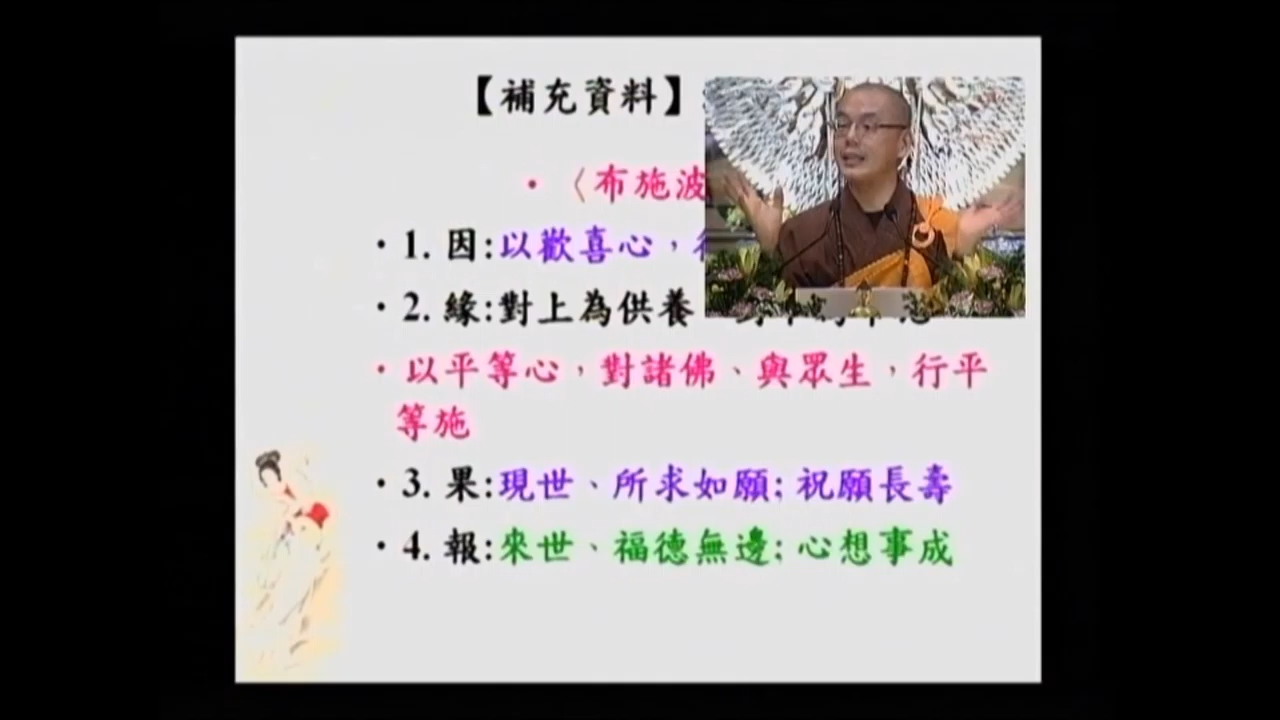 【補充資料】
•〈布施波
• 1. 因:以歡喜心，
• 2. 緣:對上為供養
• 以平等心，對諸佛、與眾生，行平
等施
• 3. 果:現世、所求如願; 祝願長壽
• 4. 報:來世、福德無邊; 心想事成